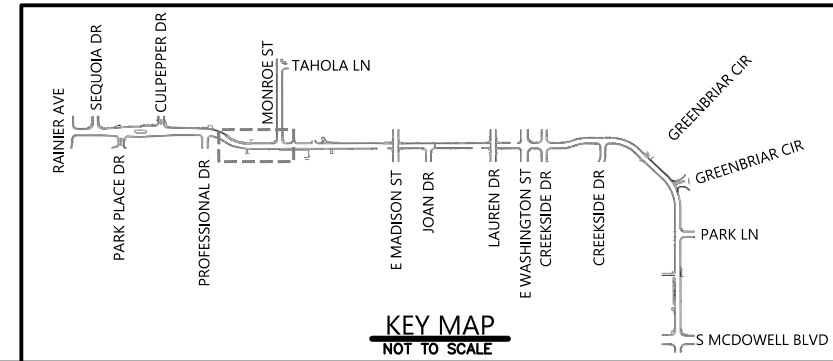 RAINIER AVE
SEQUOIA DR
CULPEPPER DR
MONROE ST
TAHOLA LN
GREENBRIAR CIR
GREENBRIAR CIR
PARK PLACE DR
PROFESSIONAL DR
E MADISON ST
JOAN DR
LAUREN DR
E WASHINGTON ST
CREEKSIDE DR
CREEKSIDE DR
PARK LN
S MCDOWELL BLVD
KEY MAP
NOT TO SCALE